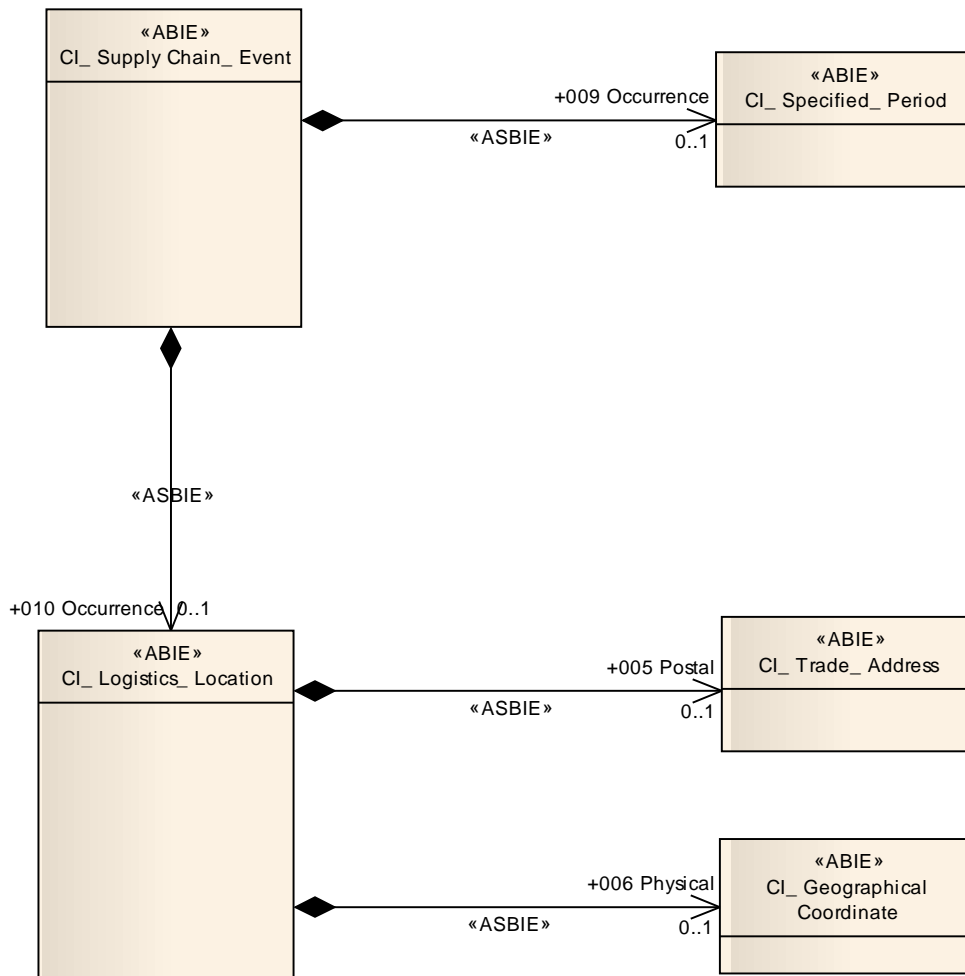 «ABIE»
CI_ Supply Chain_ Event
«ABIE»
CI_ Specified_ Period
+009 Occurrence
«ASBIE»
0..1
«ASBIE»
+010 Occurrence 0..1
«ABIE»
CI_ Logistics_ Location
«ABIE»
CI_ Trade_ Address
+005 Postal
«ASBIE»
0..1
«ABIE»
CI_ Geographical
Coordinate
+006 Physical
«ASBIE»
0..1